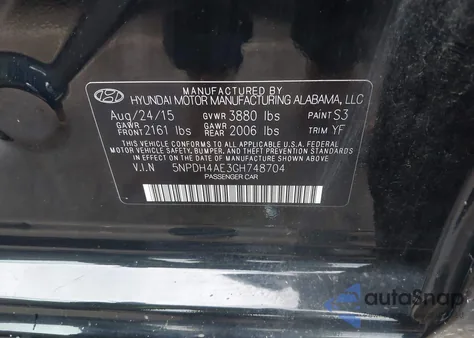 MANUFACTURED BY
HYUNDAI MOTOR MANUFACTURING ALABAMA, LLC
Aug/24/15 GVWR 3880 lbs PAINT S3
GAWR FRONT 2161 lbs GAWR REAR 2006 lbs TRIM YF
THIS VEHICLE CONFORMS TO ALL APPLICABLE U.S. FEDERAL
MOTOR VEHICLE SAFETY, BUMPER, AND THEFT PREVENTION
STANDARDS IN EFFECT ON THE DATE OF MANUFACTURE
SHOWN ABOVE.
V.I.N 5NPDH4AE3GH748704
PASSENGER CAR
autoSnap